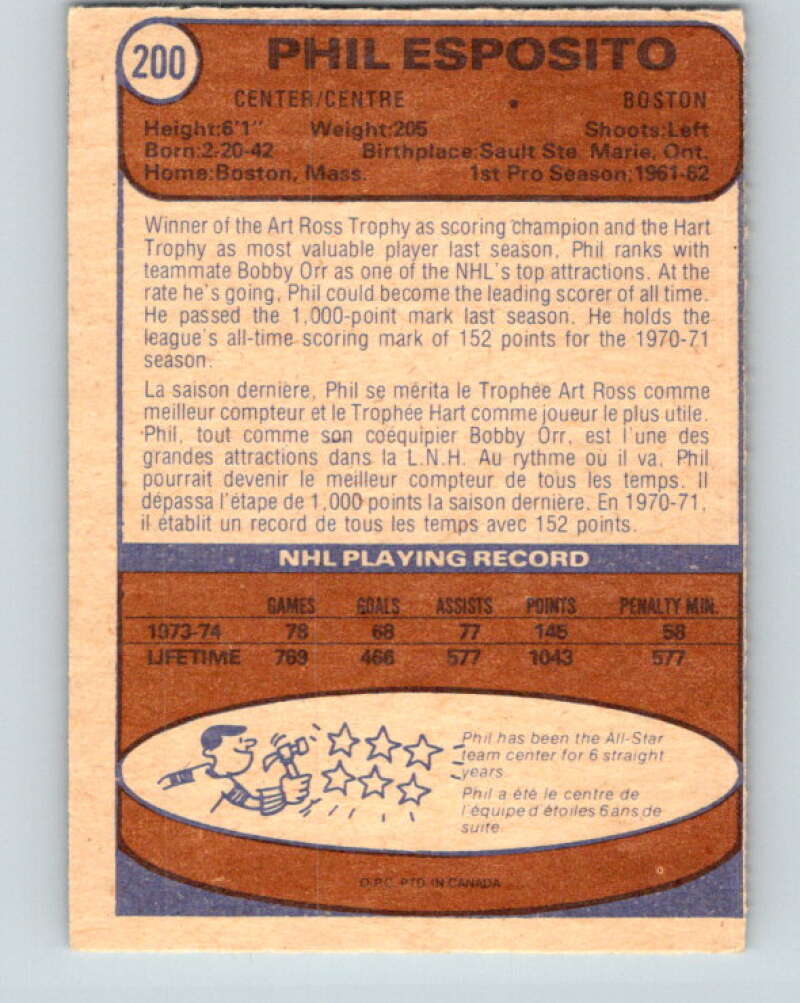 200
PHIL ESPOSITO
CENTER/CENTRE • BOSTON
Height:6'1" Weight:205 Shoots:Left
Born:2-20-42 Birthplace:Sault Ste. Marie, Ont.
Home:Boston, Mass. 1st Pro Season:1961-62
Winner of the Art Ross Trophy as scoring champion and the Hart
Trophy as most valuable player last season, Phil ranks with
teammate Bobby Orr as one of the NHL's top attractions. At the
rate he's going, Phil could become the leading scorer of all time.
He passed the 1,000-point mark last season. He holds the
league's all-time scoring mark of 152 points for the 1970-71
season.
La saison dernière, Phil se mérita le Trophée Art Ross comme
meilleur compteur et le Trophée Hart comme joueur le plus utile.
Phil, tout comme son coéquipier Bobby Orr, est l'une des
grandes attractions dans la L.N.H. Au rythme ou il va, Phil
pourrait devenir le meilleur compteur de tous les temps. Il
dépassa l'étape de 1,000 points la saison dernière. En 1970-71,
il établit un record de tous les temps avec 152 points.
NHL PLAYING RECORD
GAMES GOALS ASSISTS POINTS PENALTY MIN.
1973-74 78 68 77 145 58
LIFETIME 769 466 577 1043 577
Phil has been the All-Star
team center for 6 straight
years.
Phil a été le centre de
l'équipe d'étoiles 6 ans de
suite.
O.P.C. PTD. IN CANADA